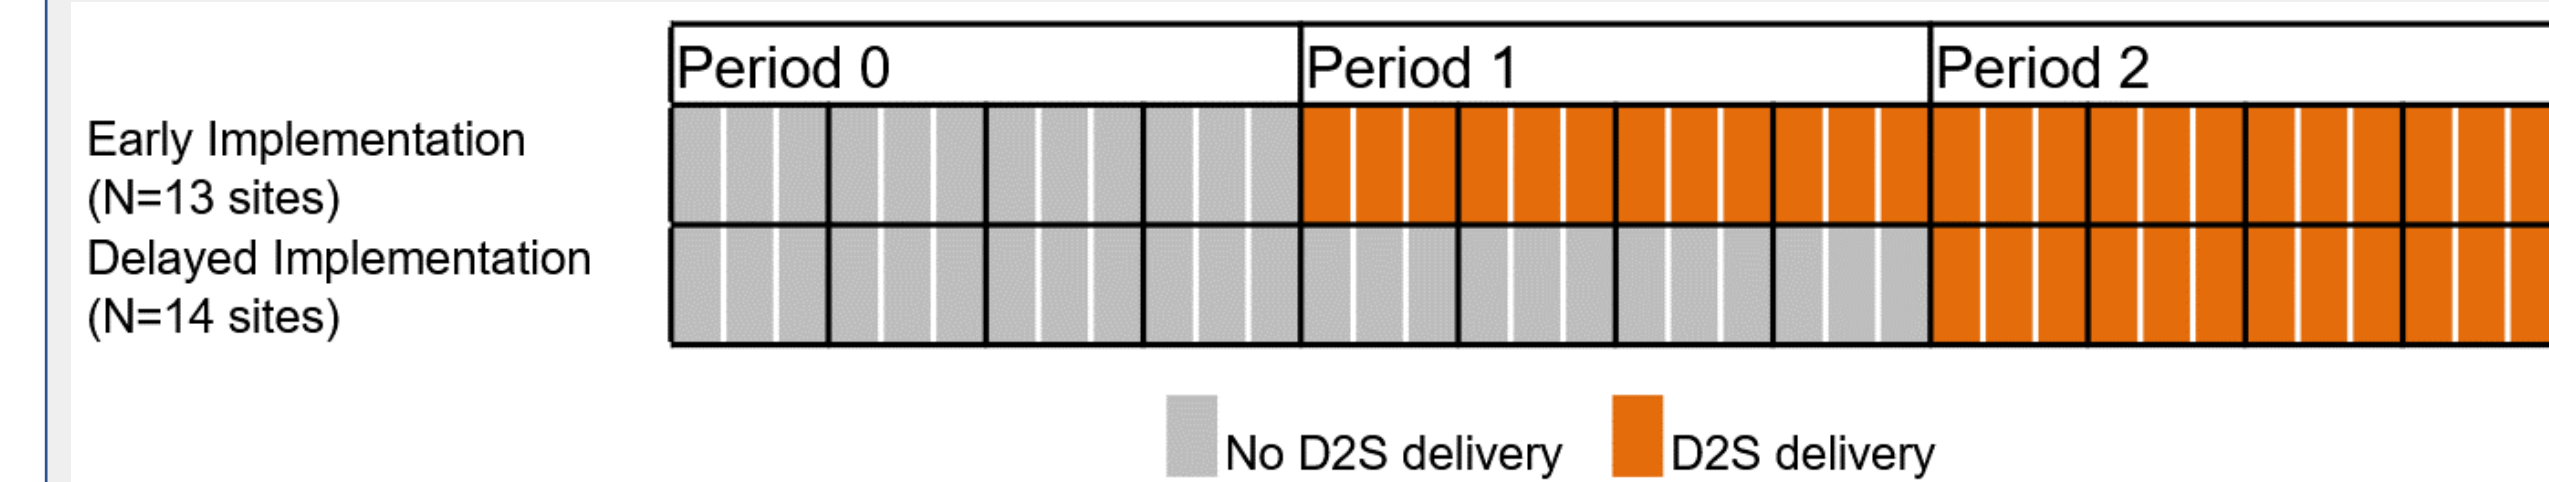 Period 0
Period 1
Period 2
Early Implementation
(N=13 sites)
Delayed Implementation
(N=14 sites)
No D2S delivery
D2S delivery